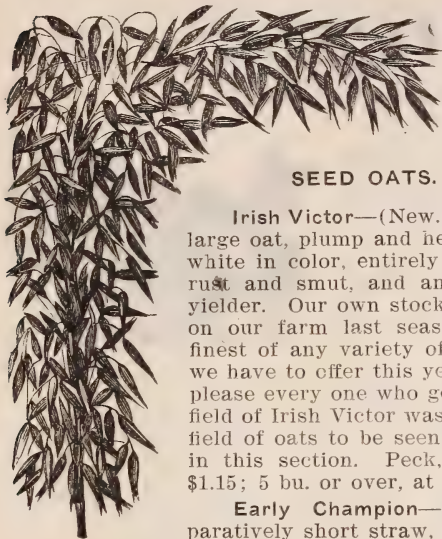 SEED OATS.
Irish Victor—(New.
large oat, plump and he
white in color, entirely
rust and smut, and an
yielder. Our own stock
on our farm last seas
finest of any variety of
we have to offer this ye
please every one who ge
field of Irish Victor was
field of oats to be seen
in this section. Peck,
$1.15; 5 bu. or over, at
Early Champion—
paratively short straw,